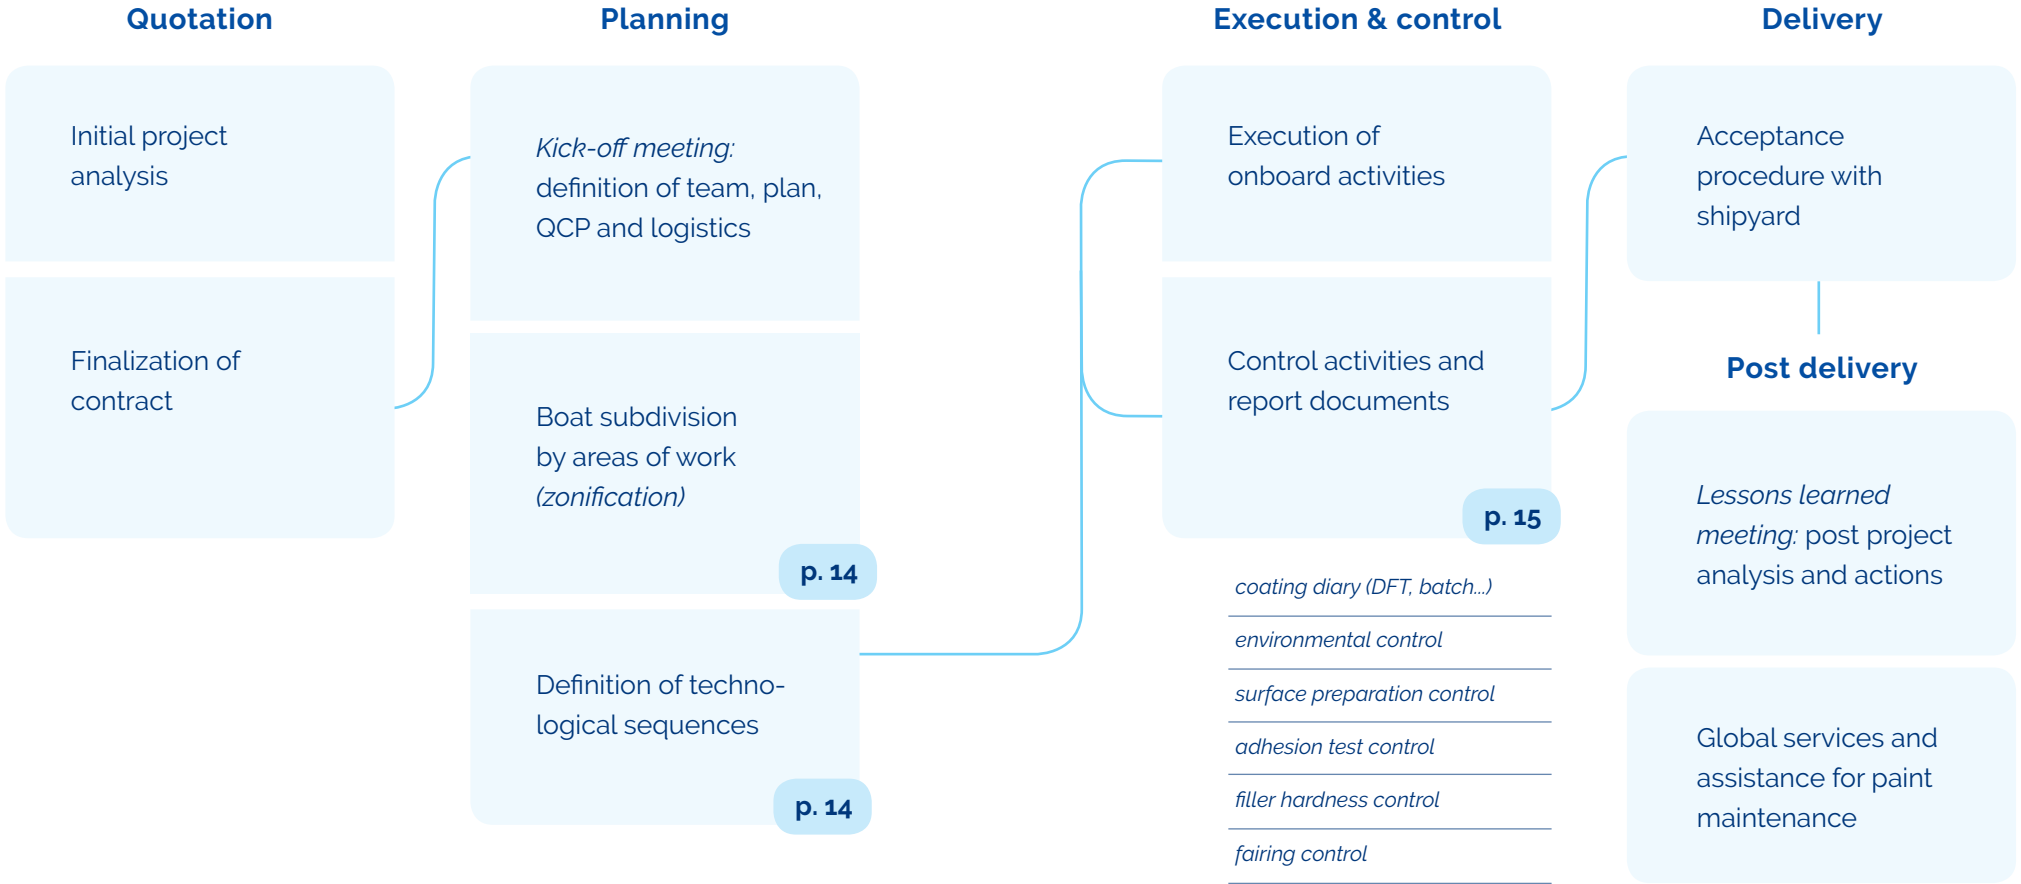 Quotation
Initial project
analysis
Finalization of
contract
Planning
Kick-off meeting:
definition of team, plan,
QCP and logistics
Boat subdivision
by areas of work
(zonification)
p. 14
Definition of techno-
logical sequences
p. 14
Execution & control
Execution of
onboard activities
Control activities and
report documents
p. 15
coating diary (DFT, batch...)
environmental control
surface preparation control
adhesion test control
filler hardness control
fairing control
Delivery
Acceptance
procedure with
shipyard
Post delivery
Lessons learned
meeting: post project
analysis and actions
Global services and
assistance for paint
maintenance